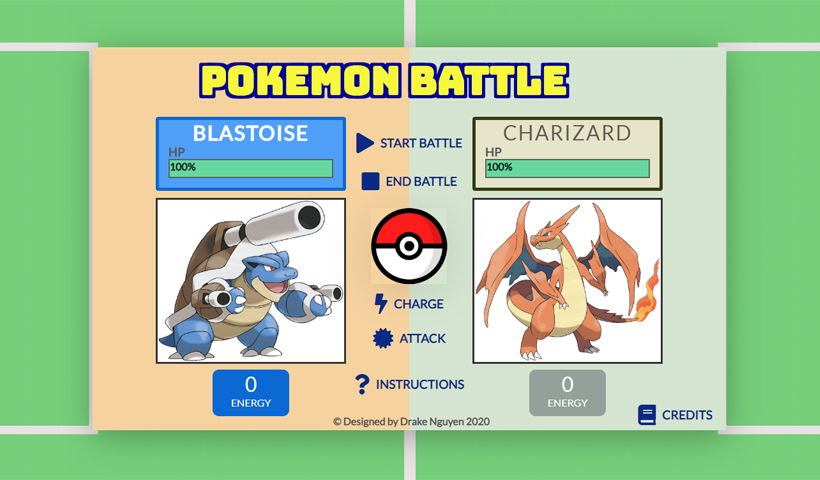 POKEMON BATTLE
BLASTOISE
HP
100%
START BATTLE
END BATTLE
CHARIZARD
HP
100%
CHARGE
ATTACK
0
ENERGY
? INSTRUCTIONS
0
ENERGY
CREDITS
© Designed by Drake Nguyen 2020